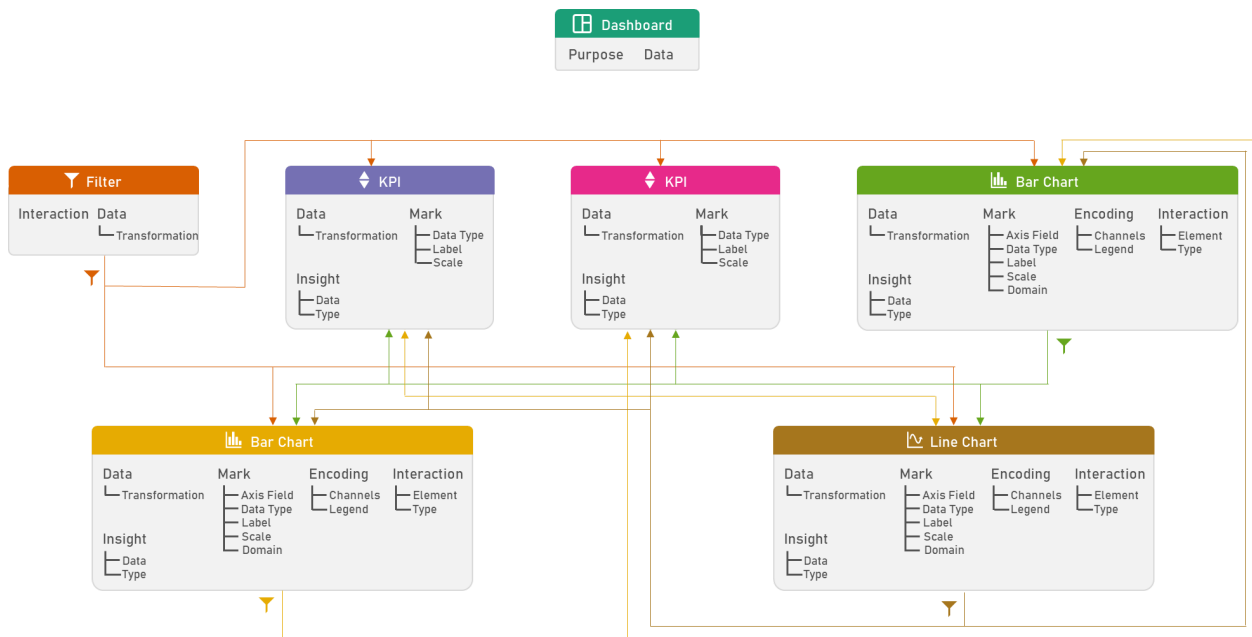 Dashboard
Purpose Data
Filter
Interaction Data
Transformation
KPI
Data Mark
Transformation Data Type
Label
Scale
Insight
Data
Type
KPI
Data Mark
Transformation Data Type
Label
Scale
Insight
Data
Type
Bar Chart
Data Mark Encoding Interaction
Transformation Axis Field Channels Element
Data Type Legend Type
Label
Scale
Domain
Insight
Data
Type
Bar Chart
Data Mark Encoding Interaction
Transformation Axis Field Channels Element
Data Type Legend Type
Label
Scale
Domain
Insight
Data
Type
Line Chart
Data Mark Encoding Interaction
Transformation Axis Field Channels Element
Data Type Legend Type
Label
Scale
Domain
Insight
Data
Type